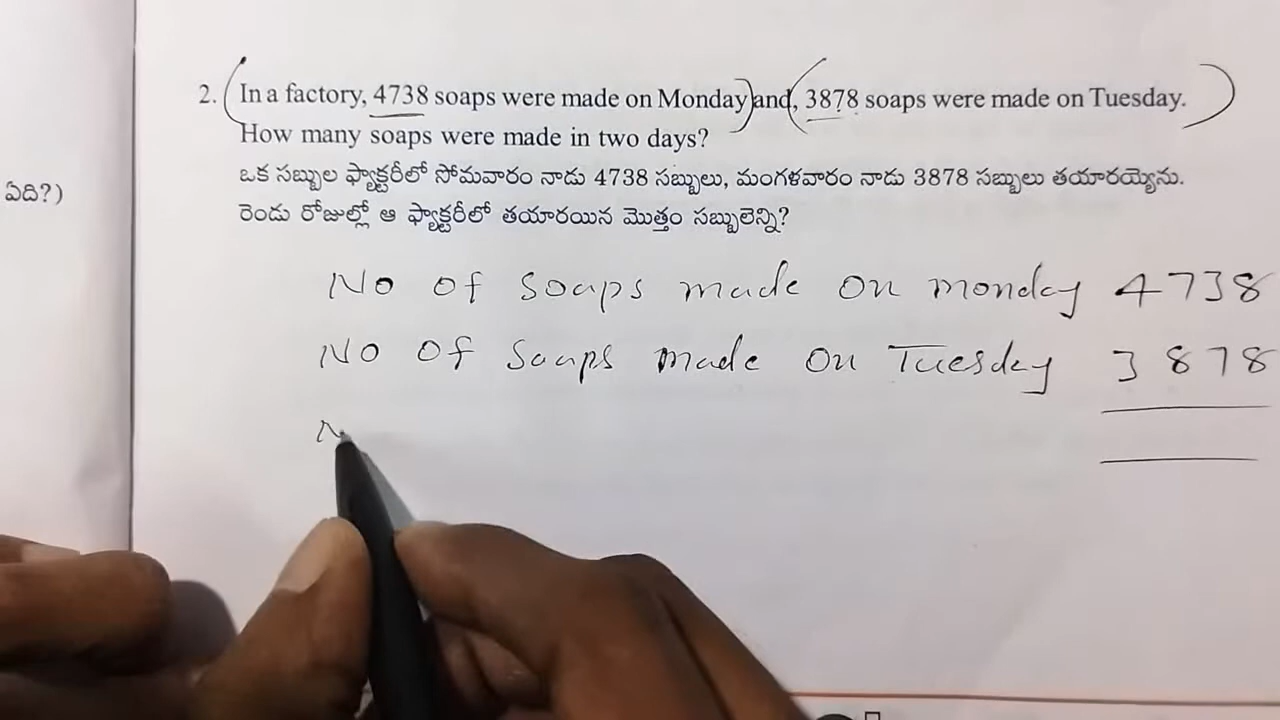 2. In a factory, 4738 soaps were made on Monday and, 3878 soaps were made on Tuesday.
How many soaps were made in two days?
ఒక సబ్బుల ఫ్యాక్టరీలో సోమవారం నాడు 4738 సబ్బులు, మంగళవారం నాడు 3878 సబ్బులు తయారయ్యెను.
ఏది?)
రెండు రోజుల్లో ఆ ఫ్యాక్టరీలో తయారయిన మొత్తం సబ్బులెన్ని?
No of soaps made on monday 4738
No of soaps made on Tuesday 3878
N